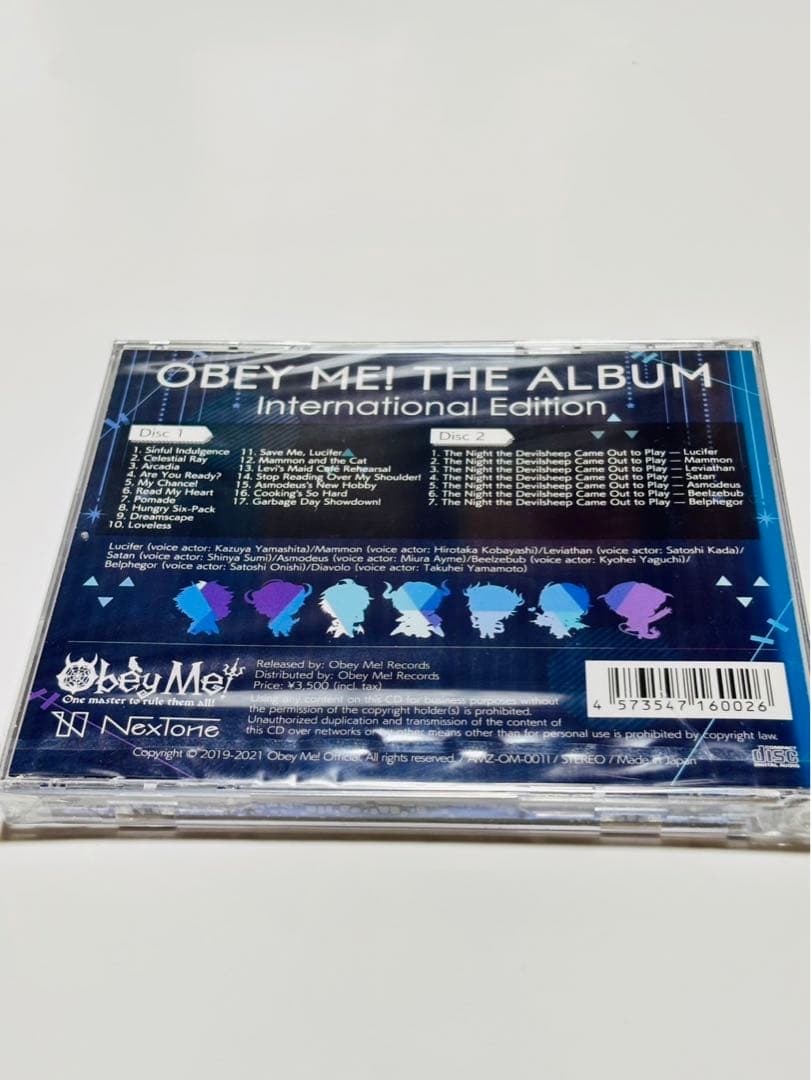 OBEY ME! THE ALBUM
International Edition
Disc 1
1. Sinful Indulgence
2. Celestial Ray
3. Arcadia
4. Are You Ready?
5. My Chance!
6. Read My Heart
7. Pomade
8. Hungry Six-Pack
9. Dreamscape
10. Loveless
11. Save Me, Lucifer
12. Mammon and the Cat
13. Levi's Maid Café Rehearsal
14. Stop Reading Over My Shoulder!
15. Asmodeus's New Hobby
16. Cooking's So Hard
17. Garbage Day Showdown!
Disc 2
1. The Night the Devilsheep Came Out to Play — Lucifer
2. The Night the Devilsheep Came Out to Play — Mammon
3. The Night the Devilsheep Came Out to Play — Leviathan
4. The Night the Devilsheep Came Out to Play — Satan
5. The Night the Devilsheep Came Out to Play — Asmodeus
6. The Night the Devilsheep Came Out to Play — Beelzebub
7. The Night the Devilsheep Came Out to Play — Belphegor
Lucifer (voice actor: Kazuya Yamashita)/Mammon (voice actor: Hirotaka Kobayashi)/Leviathan (voice actor: Satoshi Kada)/
Satan (voice actor: Shinya Sumi)/Asmodeus (voice actor: Miura Ayme)/Beelzebub (voice actor: Kyohei Yaguchi)/
Belphegor (voice actor: Satoshi Onishi)/Diavolo (voice actor: Takuhei Yamamoto)
Obey Me!
One master to rule them all!
NexTone
Released by: Obey Me! Records
Distributed by: Obey Me! Records
Price: ¥3,500 (incl. tax)
Using any content on this CD for business purposes without
the permission of the copyright holder(s) is prohibited.
Unauthorized duplication and transmission of the content of
this CD over networks or by other means other than for personal use is prohibited by copyright law.
4 573547 160026
Copyright © 2019-2021 Obey Me! Official. All rights reserved. / AMZ-OM-0011 / STEREO / Made in Japan
COMPACT
disc
DIGITAL AUDIO